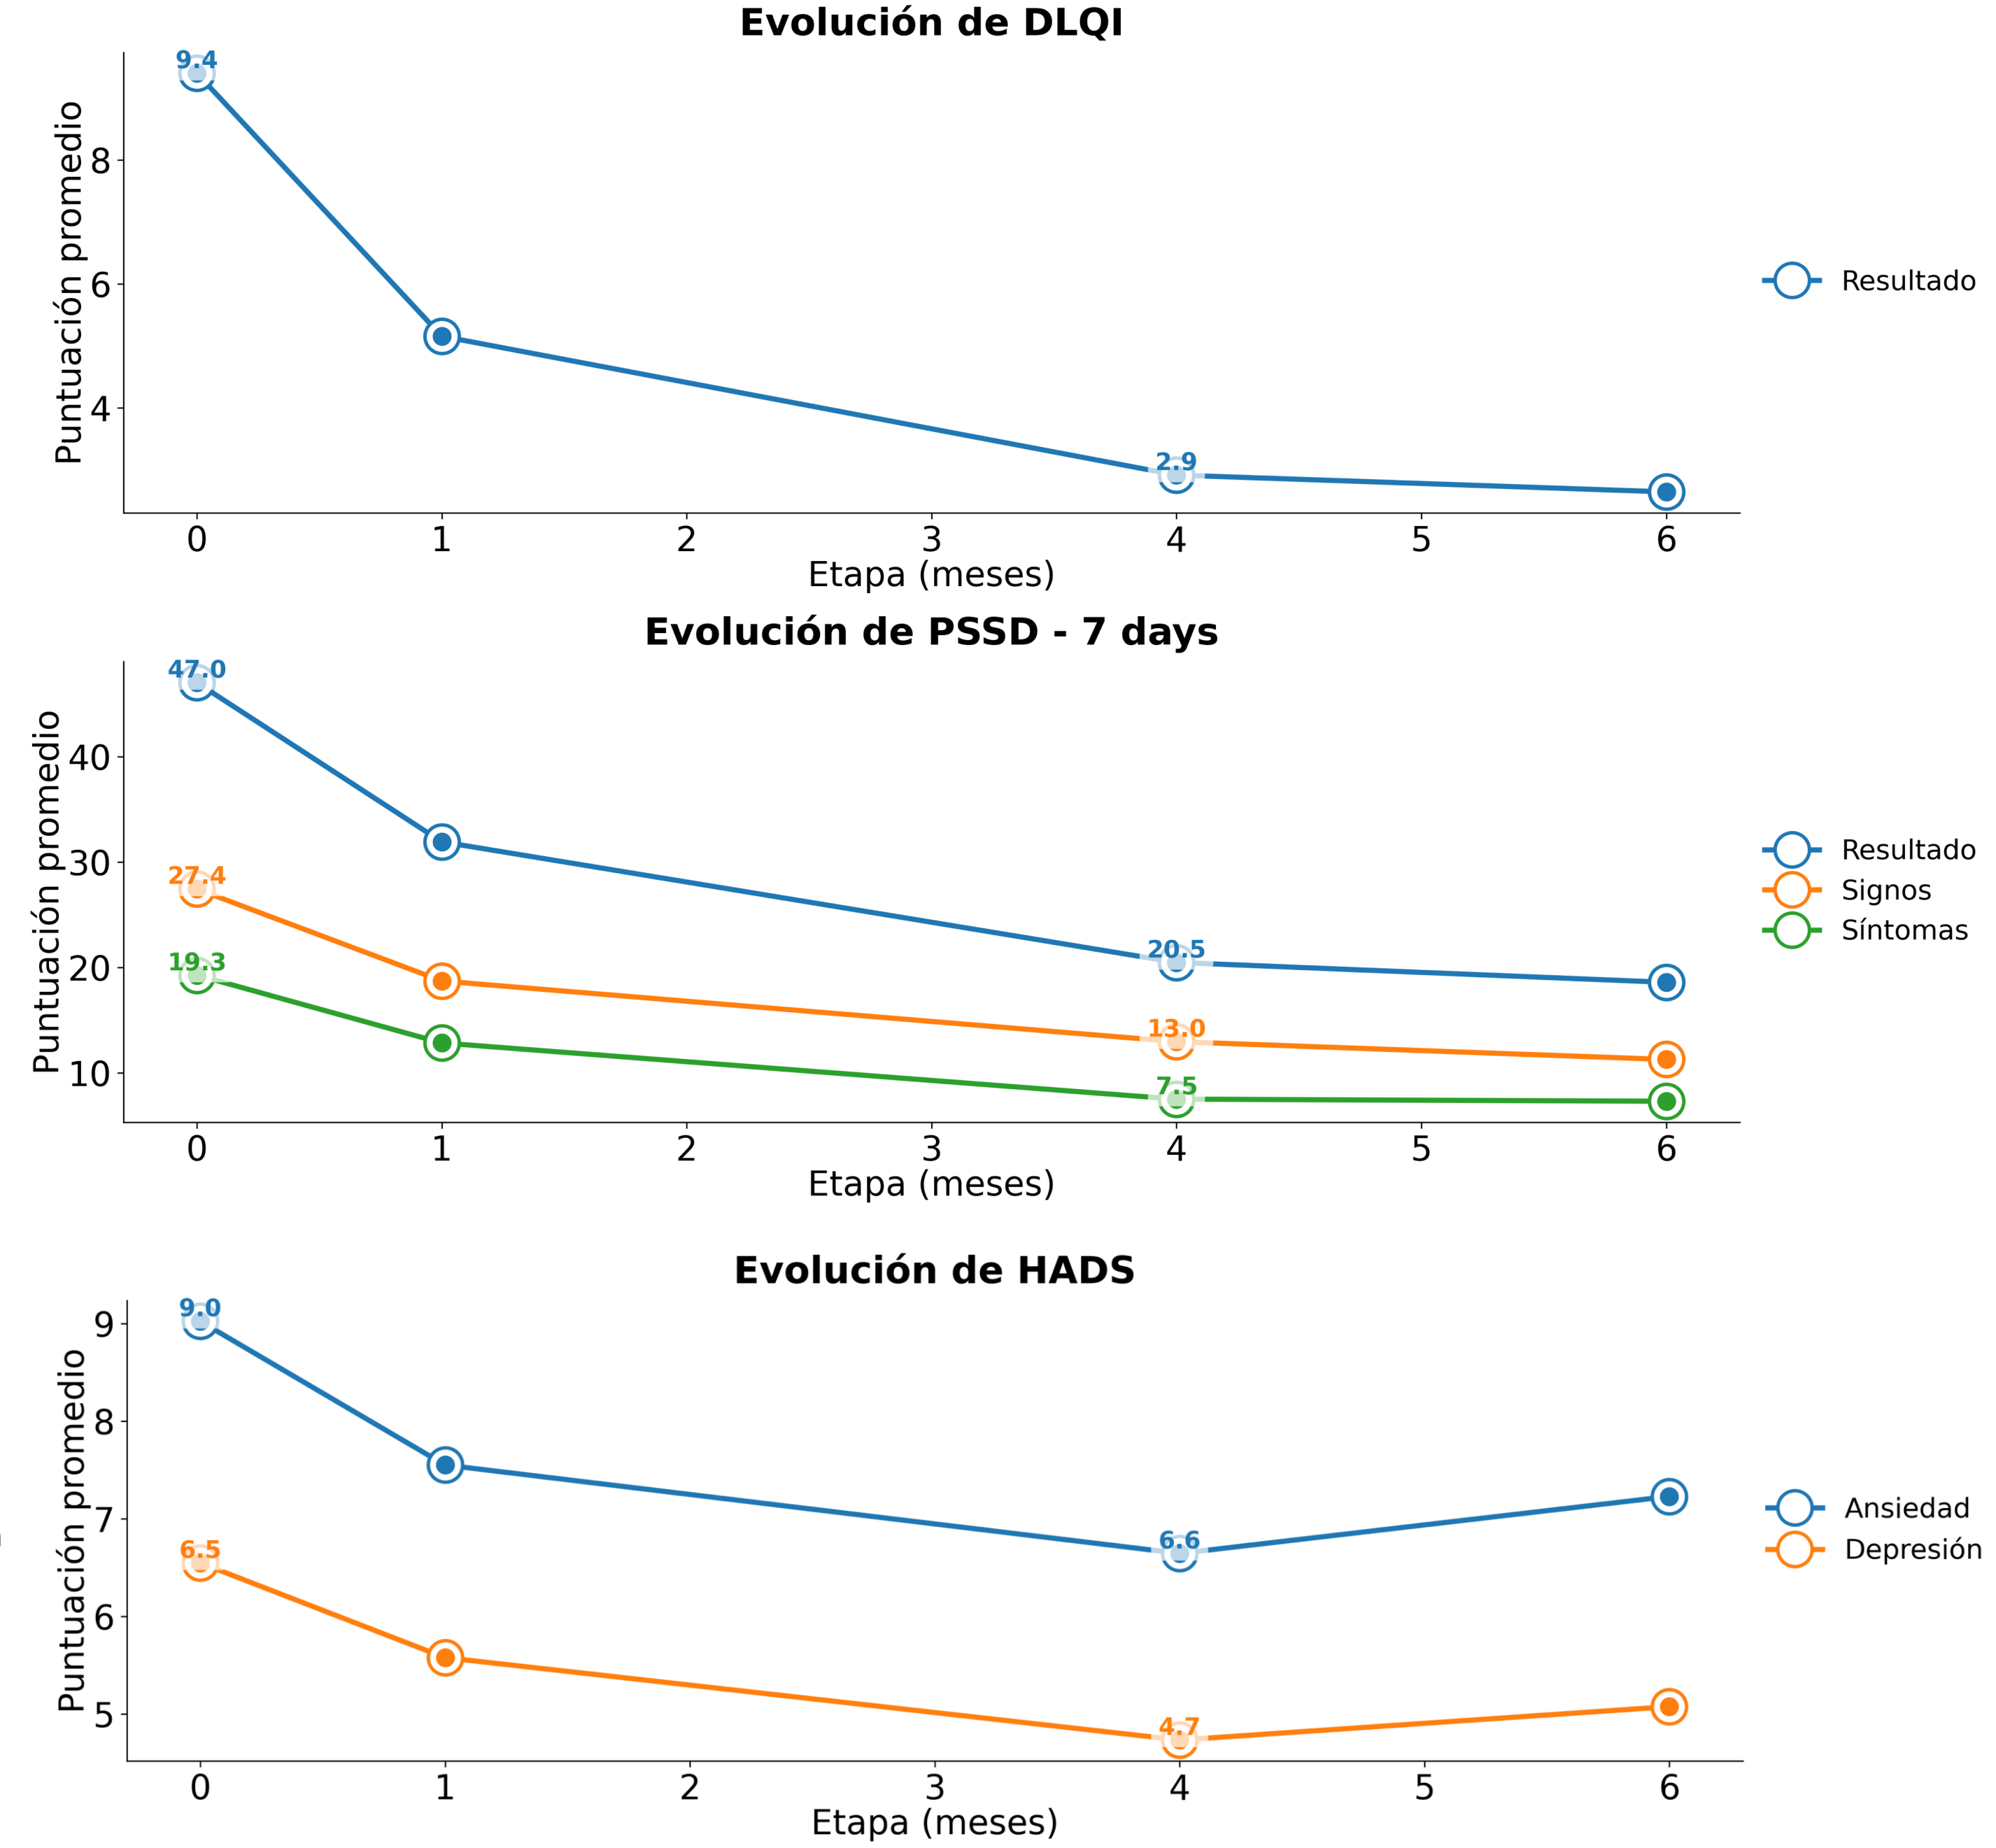 Evolución de DLQI
9.4
8
6
4
2.9
Puntuación promedio
0 1 2 3 4 5 6
Etapa (meses)
Resultado
Evolución de PSSD - 7 days
47.0
40
30
27.4
20
19.3
10
20.5
13.0
7.5
Puntuación promedio
0 1 2 3 4 5 6
Etapa (meses)
Resultado
Signos
Síntomas
Evolución de HADS
9.0
9
8
7
6.5
6
5
6.6
4.7
Puntuación promedio
0 1 2 3 4 5 6
Etapa (meses)
Ansiedad
Depresión